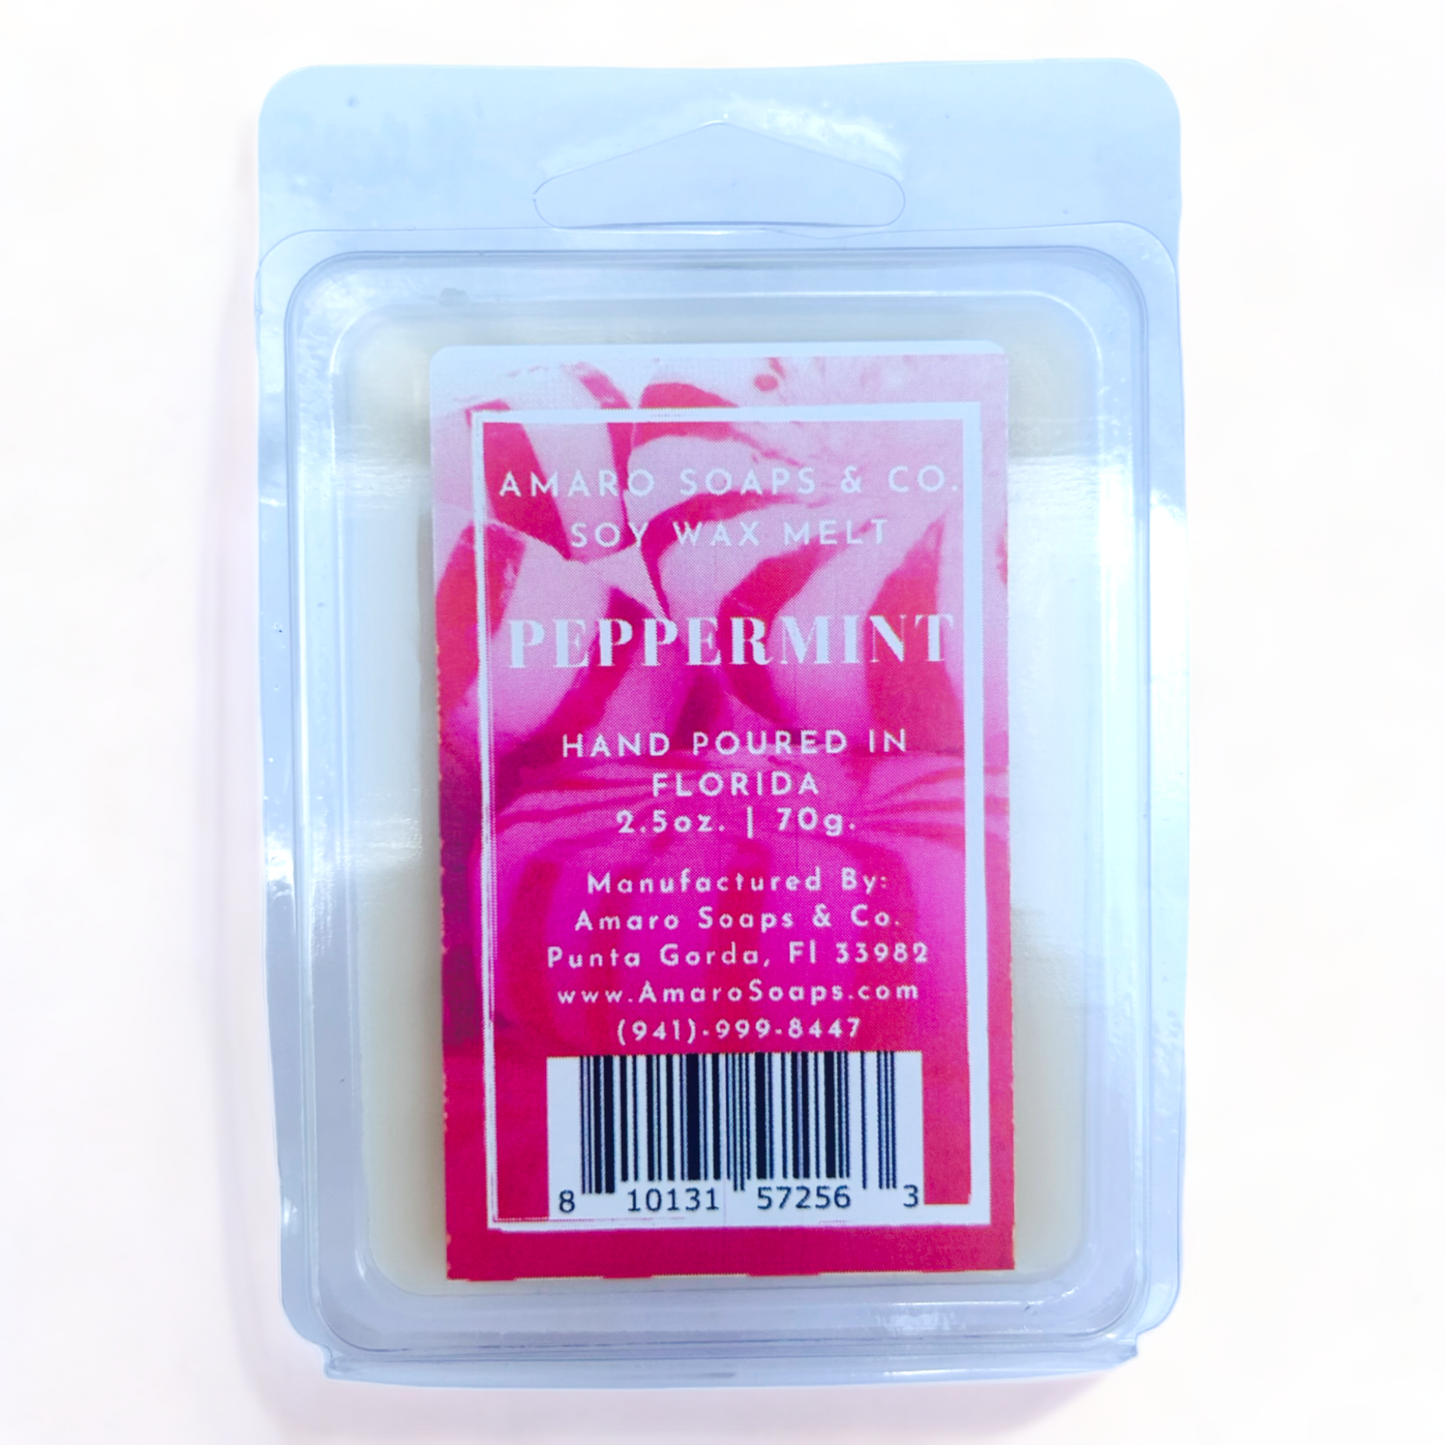 AMARO SOAPS & CO.
SOY WAX MELT
PEPPERMINT
HAND POURED IN
FLORIDA
2.5oz. | 70g.
Manufactured By:
Amaro Soaps & Co.
Punta Gorda, Fl 33982
www.AmaroSoaps.com
(941)-999-8447
8 10131 57256 3